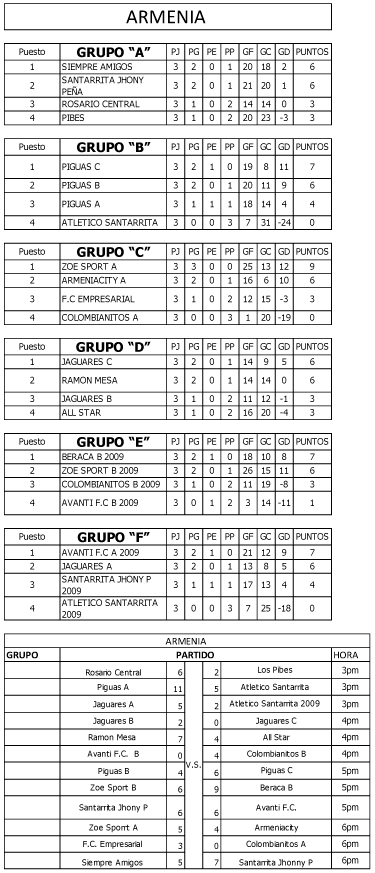 ARMENIA
Puesto GRUPO “A” PJ PG PE PP GF GC GD PUNTOS
1 SIEMPRE AMIGOS 3 2 0 1 20 18 2 6
2 SANTARRITA JHONY PEÑA 3 2 0 1 21 20 1 6
3 ROSARIO CENTRAL 3 1 0 2 14 14 0 3
4 PIBES 3 1 0 2 20 23 -3 3
Puesto GRUPO “B” PJ PG PE PP GF GC GD PUNTOS
1 PIGUAS C 3 2 1 0 19 8 11 7
2 PIGUAS B 3 2 0 1 20 11 9 6
3 PIGUAS A 3 1 1 1 18 14 4 4
4 ATLETICO SANTARRITA 3 0 0 3 7 31 -24 0
Puesto GRUPO “C” PJ PG PE PP GF GC GD PUNTOS
1 ZOE SPORT A 3 3 0 0 25 13 12 9
2 ARMENIACITY A 3 2 0 1 16 6 10 6
3 F.C EMPRESARIAL 3 1 0 2 12 15 -3 3
4 COLOMBIANITOS A 3 0 0 3 1 20 -19 0
Puesto GRUPO “D” PJ PG PE PP GF GC GD PUNTOS
1 JAGUARES C 3 2 0 1 14 9 5 6
2 RAMON MESA 3 2 0 1 14 14 0 6
3 JAGUARES B 3 1 0 2 11 12 -1 3
4 ALL STAR 3 1 0 2 16 20 -4 3
Puesto GRUPO “E” PJ PG PE PP GF GC GD PUNTOS
1 BERACA B 2009 3 2 1 0 18 10 8 7
2 ZOE SPORT B 2009 3 2 0 1 26 15 11 6
3 COLOMBIANITOS B 2009 3 1 0 2 11 19 -8 3
4 AVANTI F.C B 2009 3 0 1 2 3 14 -11 1
Puesto GRUPO “F” PJ PG PE PP GF GC GD PUNTOS
1 AVANTI F.C A 2009 3 2 1 0 21 12 9 7
2 JAGUARES A 3 2 0 1 13 8 5 6
3 SANTARRITA JHONY P 2009 3 1 1 1 17 13 4 4
4 ATLETICO SANTARRITA 2009 3 0 0 3 7 25 -18 0
ARMENIA
GRUPO PARTIDO HORA
Rosario Central 6 2 Los Pibes 3pm
Piguas A 11 5 Atletico Santarrita 3pm
Jaguares A 5 2 Atletico Santarrita 2009 3pm
Jaguares B 2 0 Jaguares C 4pm
Ramon Mesa 7 4 All Star 4pm
Avanti F.C. B 0 4 Colombianitos B 4pm
V.S.
Piguas B 4 6 Piguas C 5pm
Zoe Sport B 6 9 Beraca B 5pm
Santarrita Jhony P 6 6 Avanti F.C. 5pm
Zoe Sporrt A 5 4 Armeniacity 6pm
F.C. Empresarial 3 0 Colombianitos A 6pm
Siempre Amigos 5 7 Santarrita Jhonny P 6pm